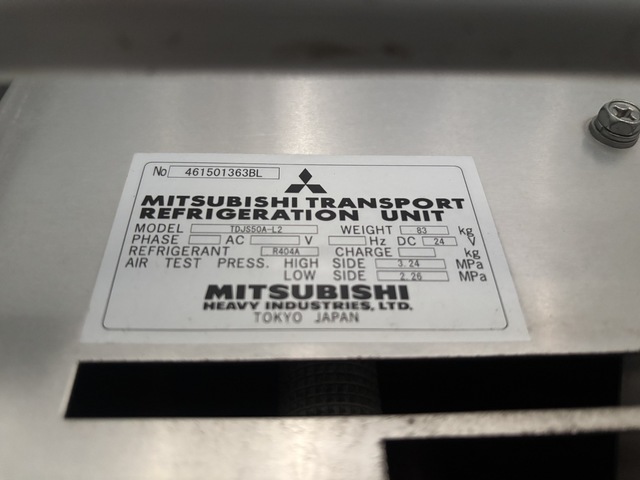 No 461501363BL
MITSUBISHI TRANSPORT
REFRIGERATION UNIT
MODEL TDJS50A-L2 WEIGHT 83 kg
PHASE AC V Hz DC 24 V
REFRIGERANT R404A CHARGE kg
AIR TEST PRESS. HIGH SIDE 3.24 MPa
LOW SIDE 2.26 MPa
MITSUBISHI
HEAVY INDUSTRIES, LTD.
TOKYO JAPAN